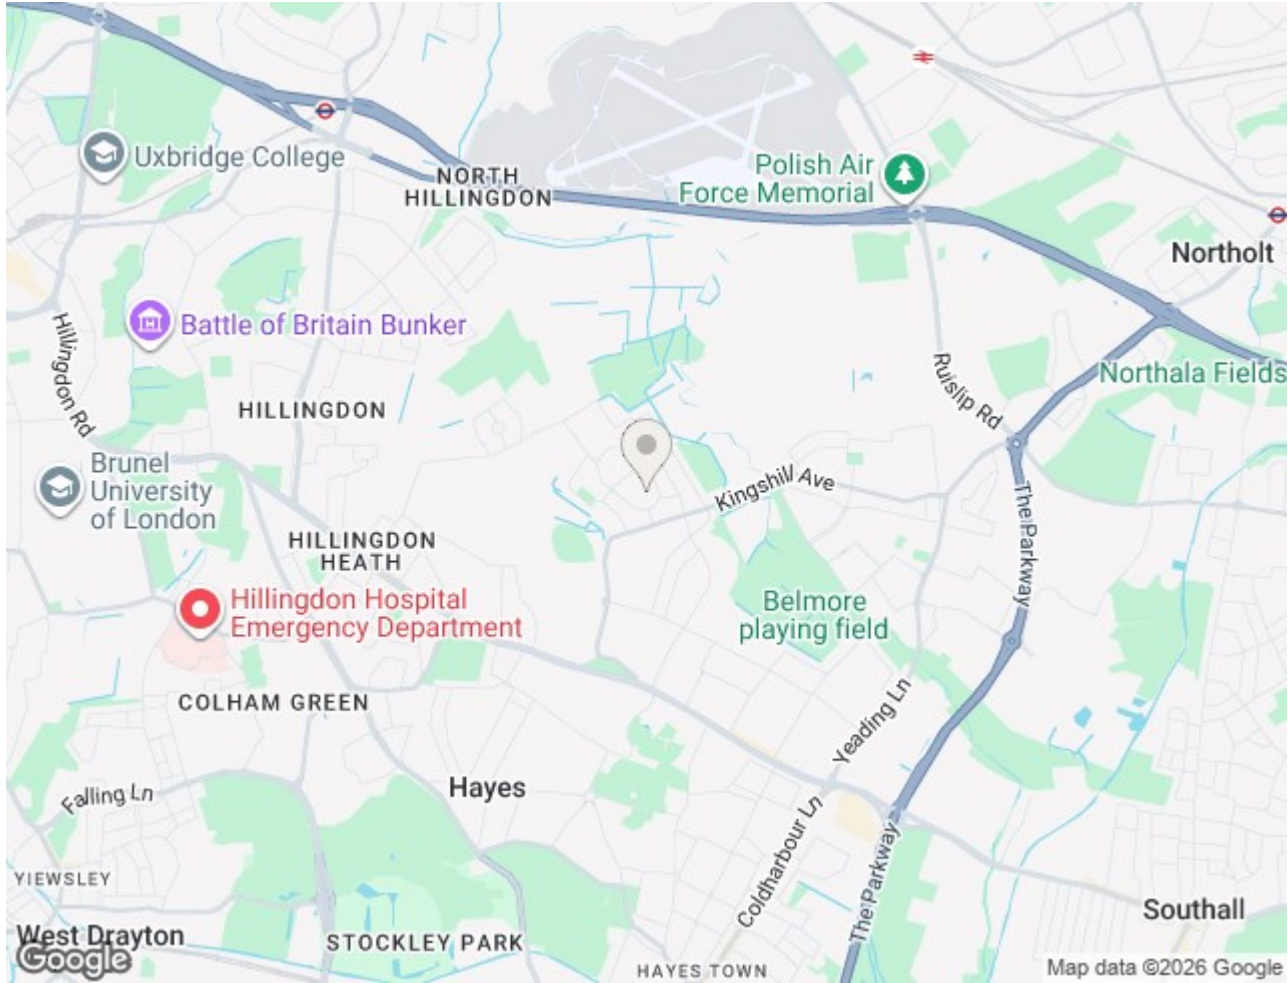 Uxbridge College
NORTH
HILLINGDON
Polish Air
Force Memorial
Northolt
Battle of Britain Bunker
Hillingdon Rd
Ruislip Rd
Northala Fields
HILLINGDON
Brunel
University
of London
Kingshill Ave
The Parkway
HILLINGDON
HEATH
Hillingdon Hospital
Emergency Department
Belmore
playing field
COLHAM GREEN
Yeading Ln
Hayes
Falling Ln
Coldharbour Ln
The Parkway
YIEWSLEY
Southall
West Drayton
STOCKLEY PARK
Google
HAYES TOWN
Map data ©2026 Google